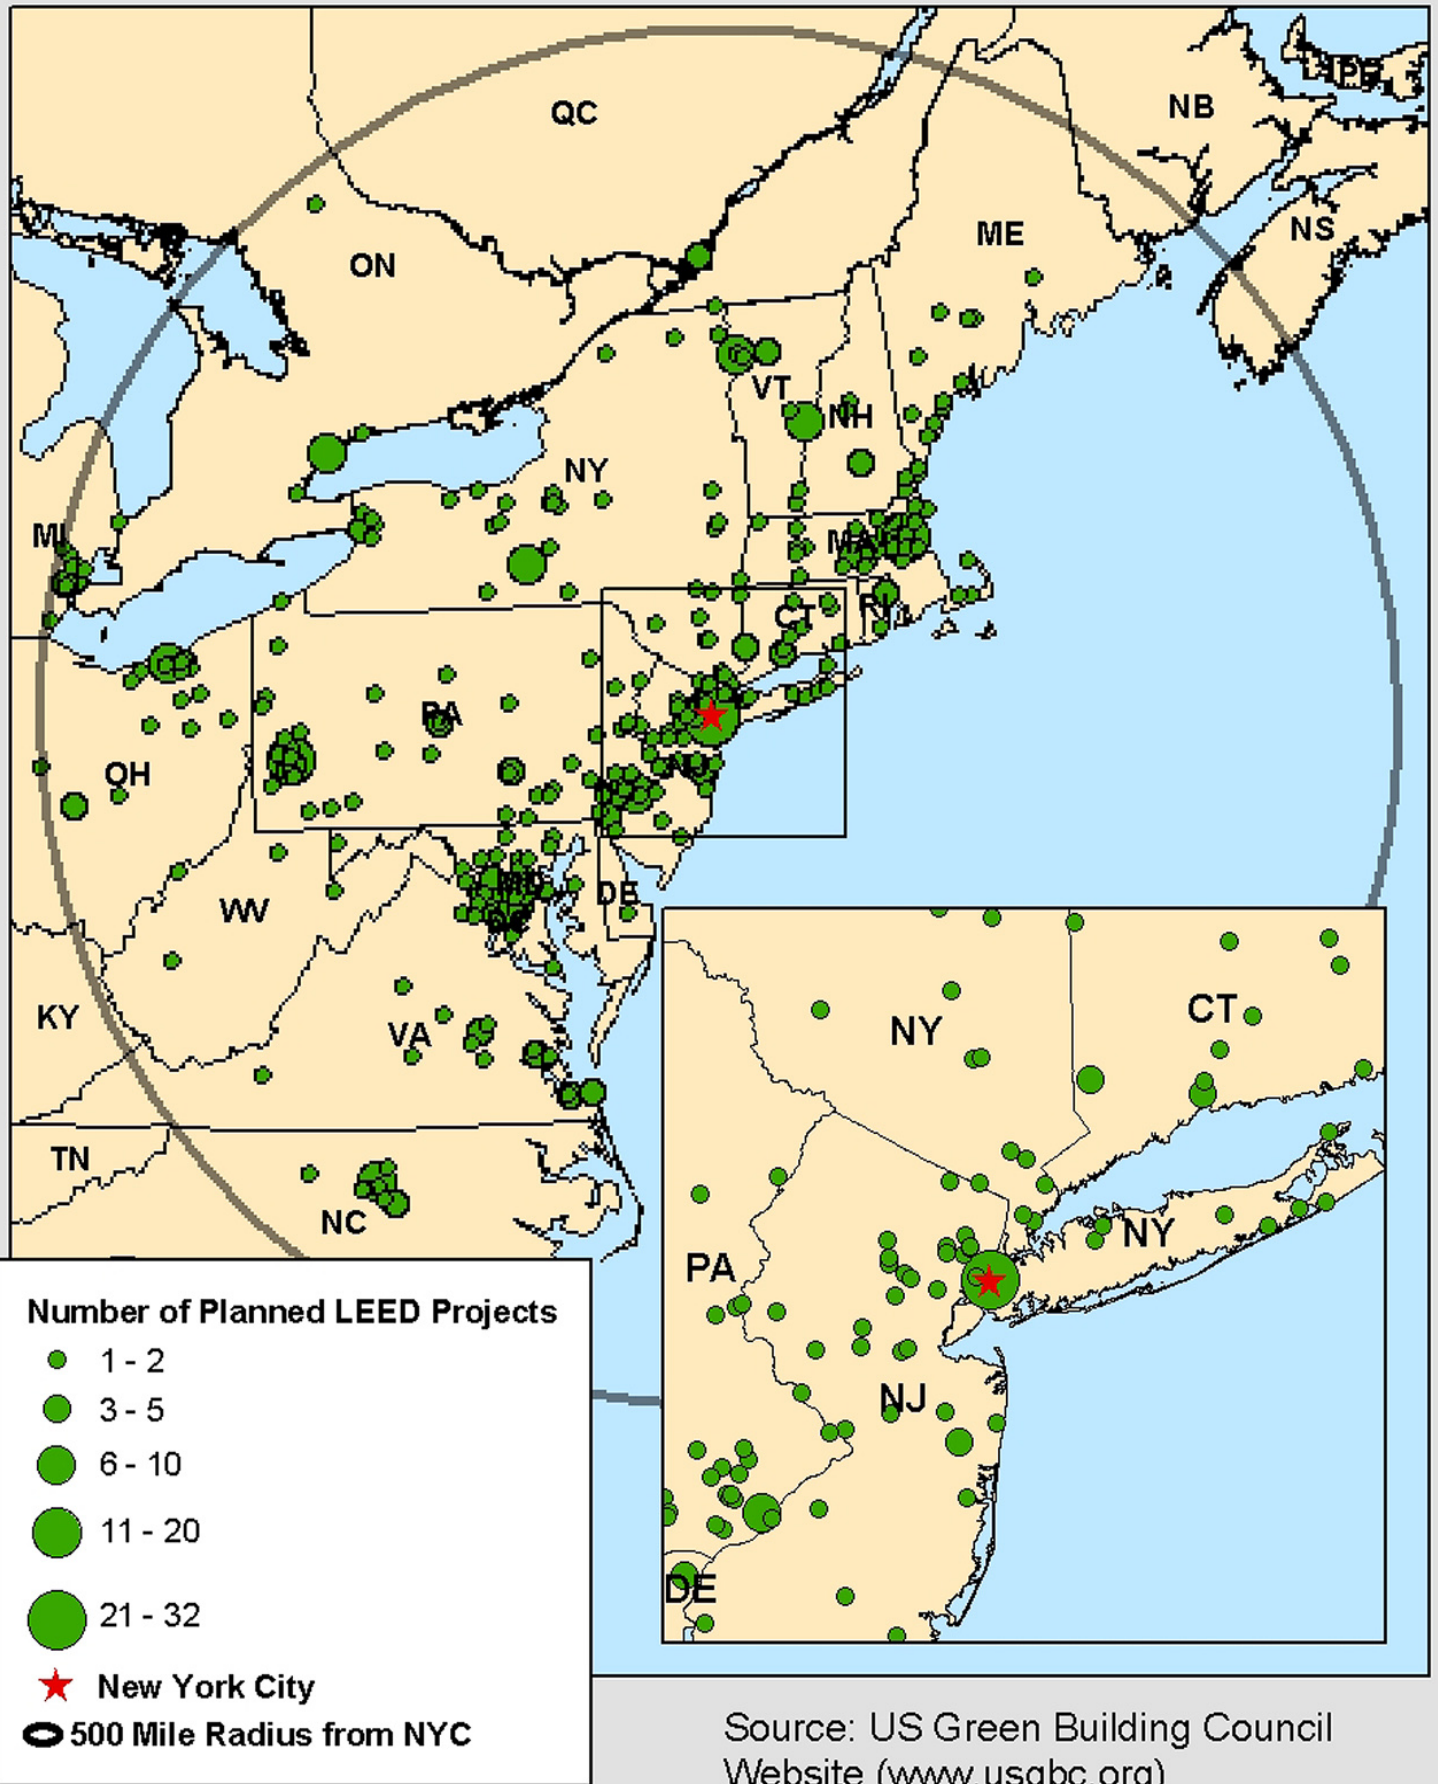 QC
PE
NB
NS
ME
ON
VT
NH
NY
MI
MA
CT
RI
PA
OH
NJ
MD
DE
DC
WV
KY
VA
TN
NC
NY
CT
NY
PA
NJ
DE
Number of Planned LEED Projects
1 - 2
3 - 5
6 - 10
11 - 20
21 - 32
New York City
500 Mile Radius from NYC
Source: US Green Building Council
Website (www.usgbc.org)